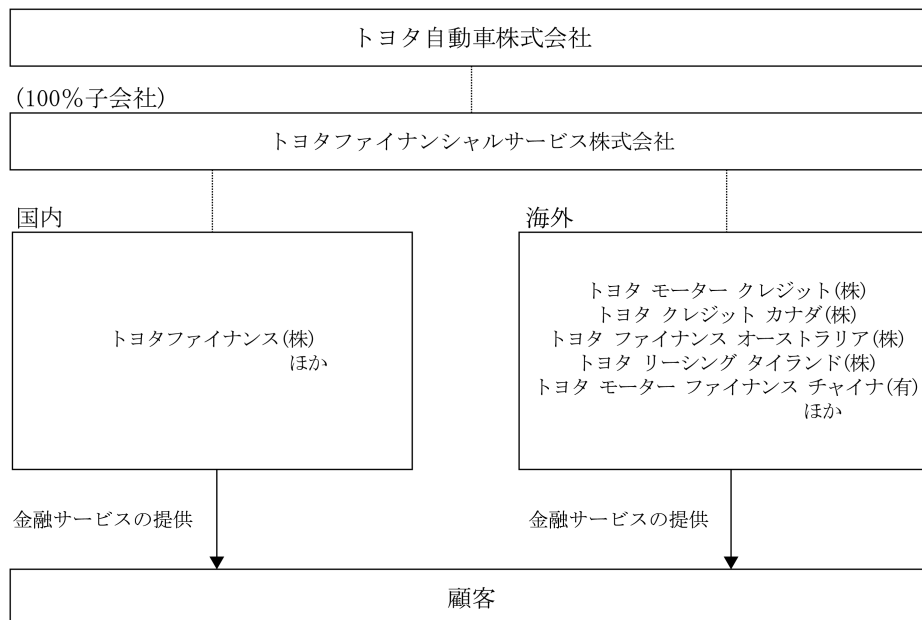 トヨタ自動車株式会社
(100％子会社)
トヨタファイナンシャルサービス株式会社
国内
トヨタファイナンス(株)
ほか
海外
トヨタ モーター クレジット(株)
トヨタ クレジット カナダ(株)
トヨタ ファイナンス オーストラリア(株)
トヨタ リーシング タイランド(株)
トヨタ モーター ファイナンス チャイナ(有)
ほか
金融サービスの提供
金融サービスの提供
顧客